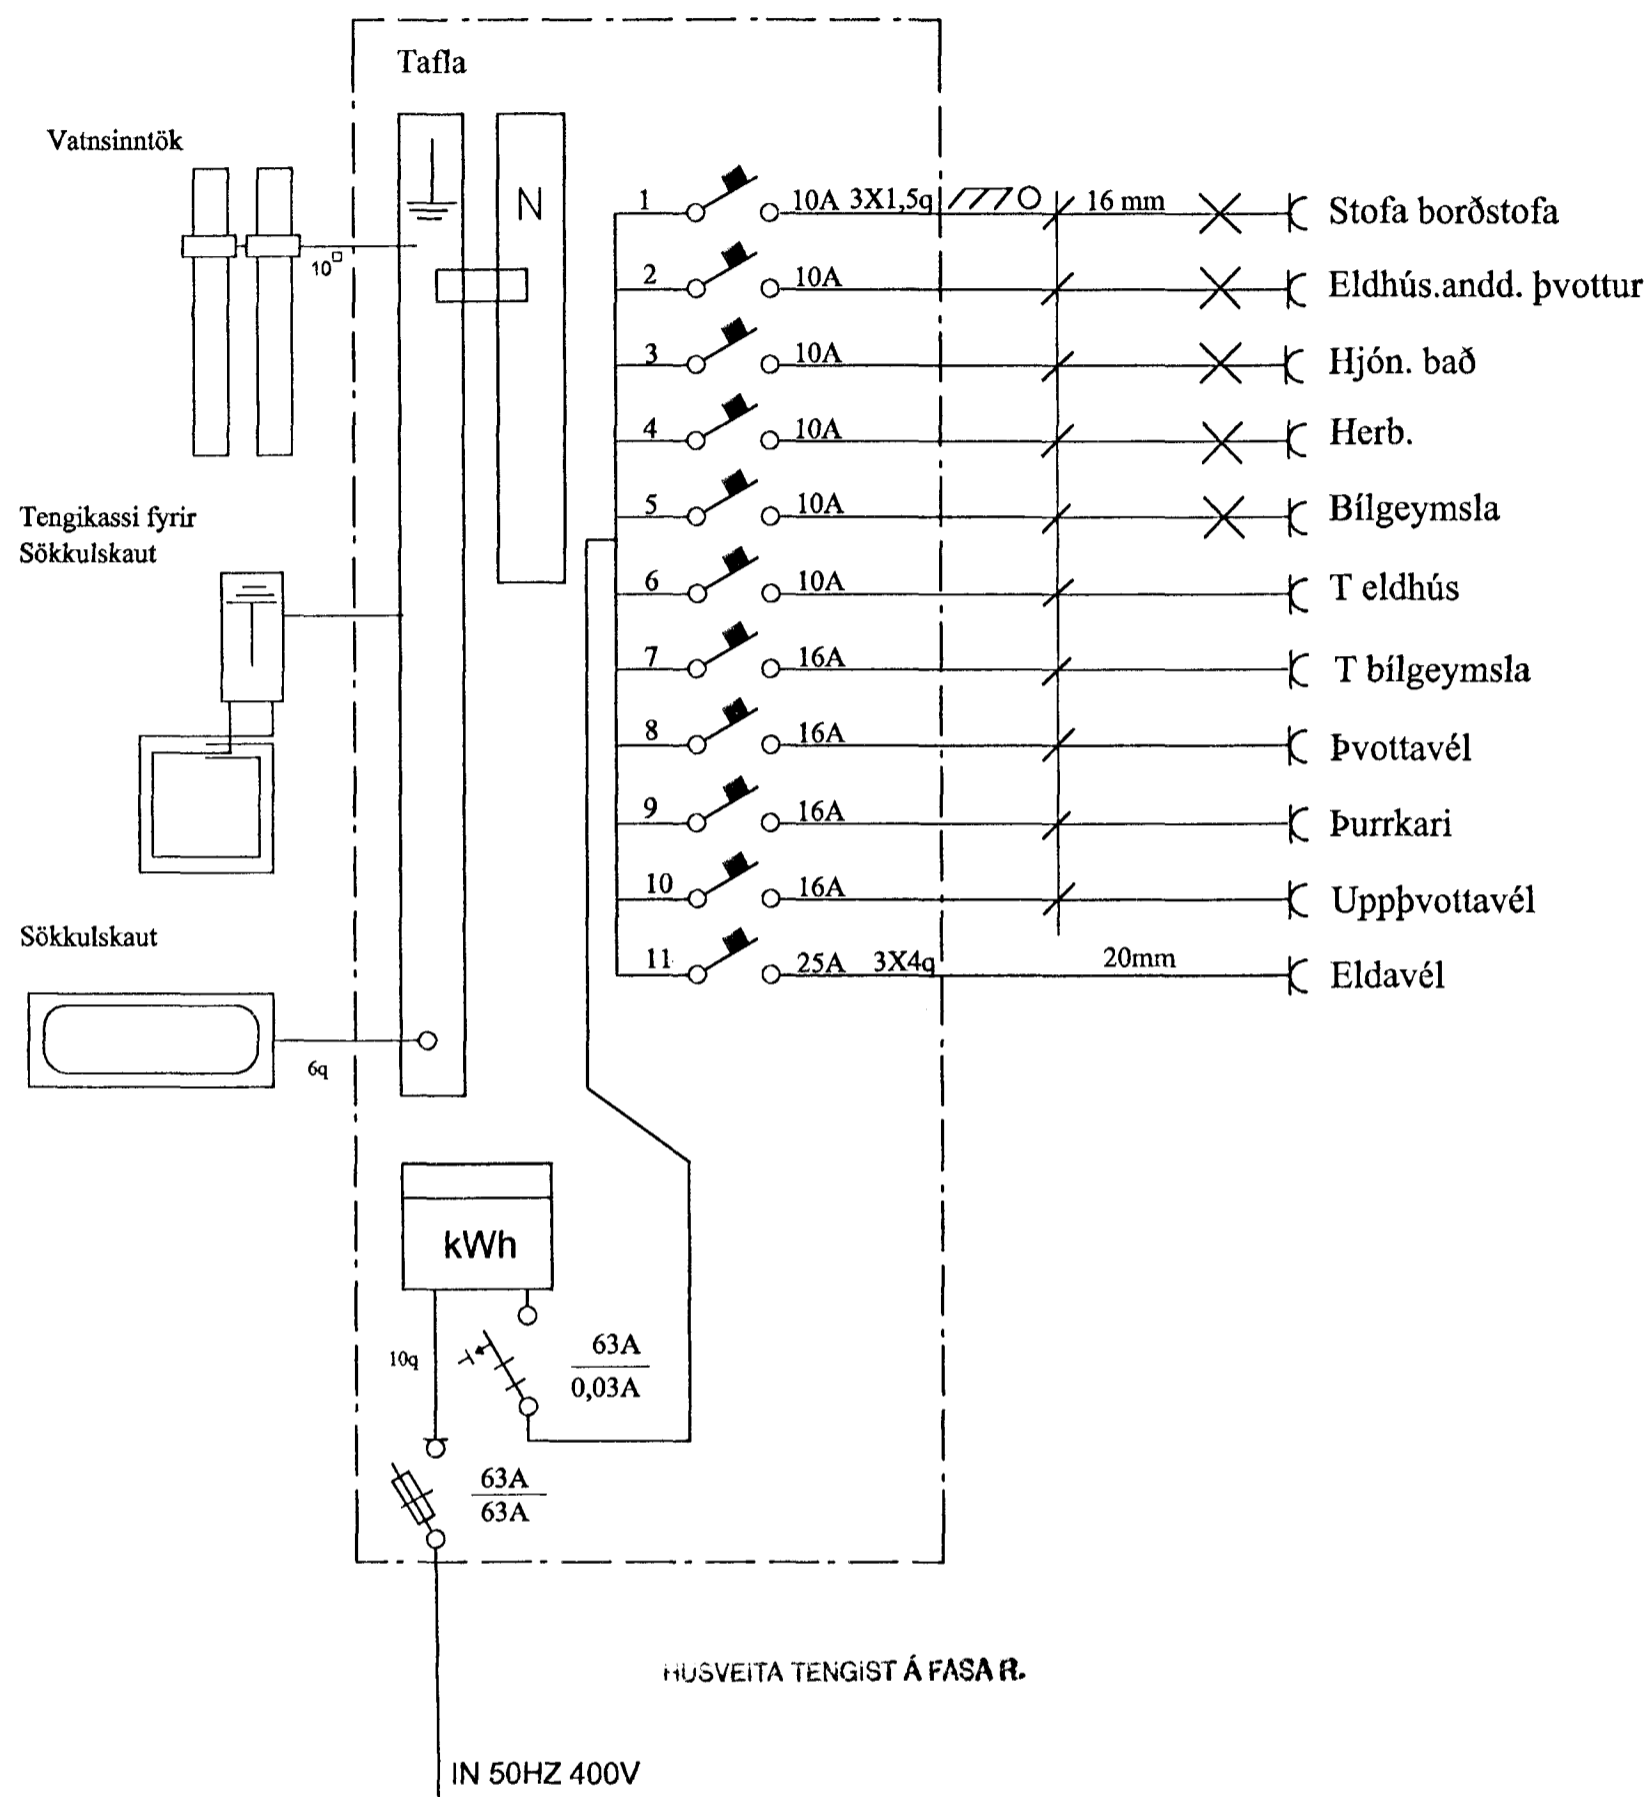 Tafla
Vatnsinntök
10□
N
1 10A 3X1,5q 16 mm Stofa borðstofa
2 10A Eldhús.andd. þvottur
3 10A Hjón. bað
4 10A Herb.
5 10A Bílgeymsla
6 10A T eldhús
7 16A T bílgeymsla
8 16A Þvottavél
9 16A Þurrkari
10 16A Uppþvottavél
11 25A 3X4q 20mm Eldavél
Tengikassi fyrir
Sökkulskaut
Sökkulskaut
6q
kWh
10q
63A
0,03A
63A
63A
HUSVEITA TENGIST Á FASA R.
IN 50HZ 400V